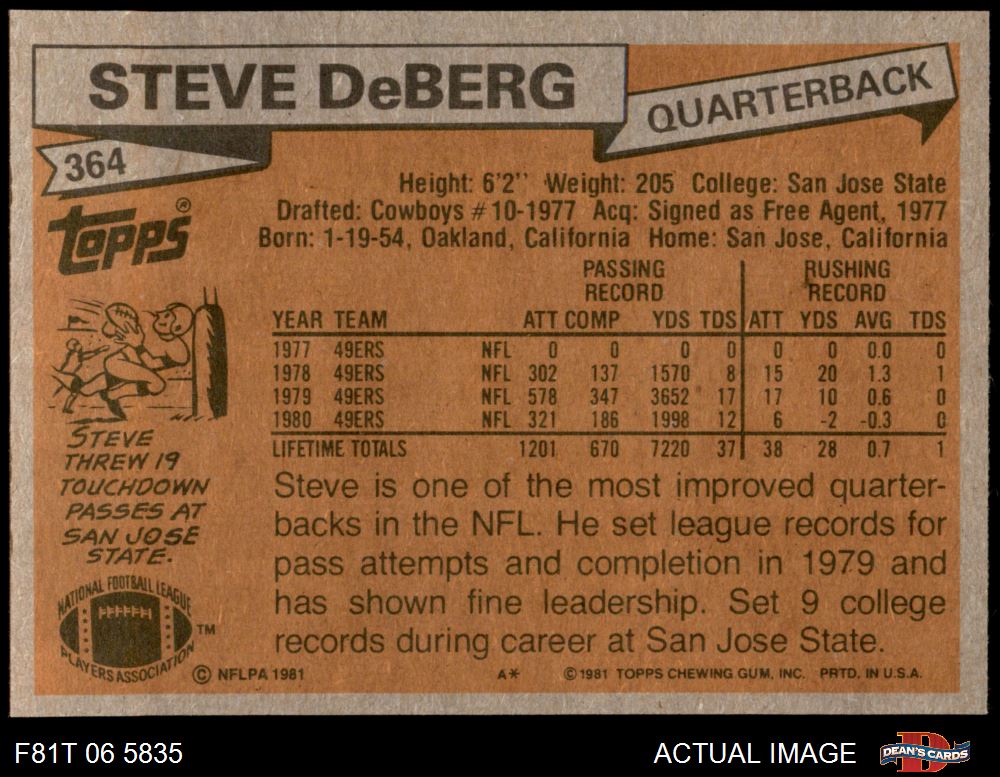 STEVE DeBERG
QUARTERBACK
364
TOPPS®
Height: 6'2'' Weight: 205 College: San Jose State
Drafted: Cowboys #10-1977 Acq: Signed as Free Agent, 1977
Born: 1-19-54, Oakland, California Home: San Jose, California
PASSING RUSHING
RECORD RECORD
YEAR TEAM ATT COMP YDS TDS ATT YDS AVG TDS
1977 49ERS NFL 0 0 0 0 0 0 0.0 0
1978 49ERS NFL 302 137 1570 8 15 20 1.3 1
1979 49ERS NFL 578 347 3652 17 17 10 0.6 0
1980 49ERS NFL 321 186 1998 12 6 -2 -0.3 0
LIFETIME TOTALS 1201 670 7220 37 38 28 0.7 1
STEVE
THREW 19
TOUCHDOWN
PASSES AT
SAN JOSE
STATE.
Steve is one of the most improved quarter-
backs in the NFL. He set league records for
pass attempts and completion in 1979 and
has shown fine leadership. Set 9 college
records during career at San Jose State.
NATIONAL FOOTBALL LEAGUE
PLAYERS ASSOCIATION
TM
© NFLPA 1981 A* © 1981 TOPPS CHEWING GUM, INC. PRTD. IN U.S.A.
F81T 06 5835 ACTUAL IMAGE
D
DEAN'S CARDS